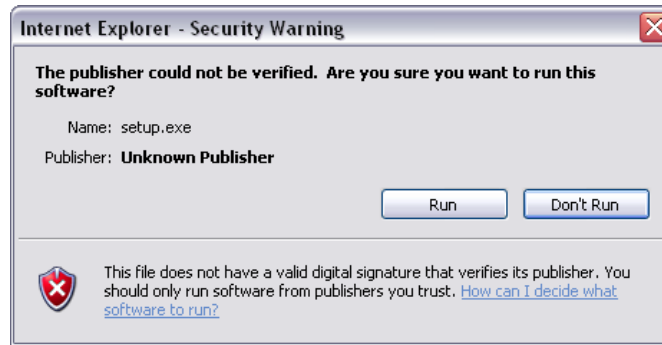 Internet Explorer - Security Warning
The publisher could not be verified.  Are you sure you want to run this
software?
Name: setup.exe
Publisher: Unknown Publisher
Run
Don't Run
This file does not have a valid digital signature that verifies its publisher. You
should only run software from publishers you trust. How can I decide what
software to run?